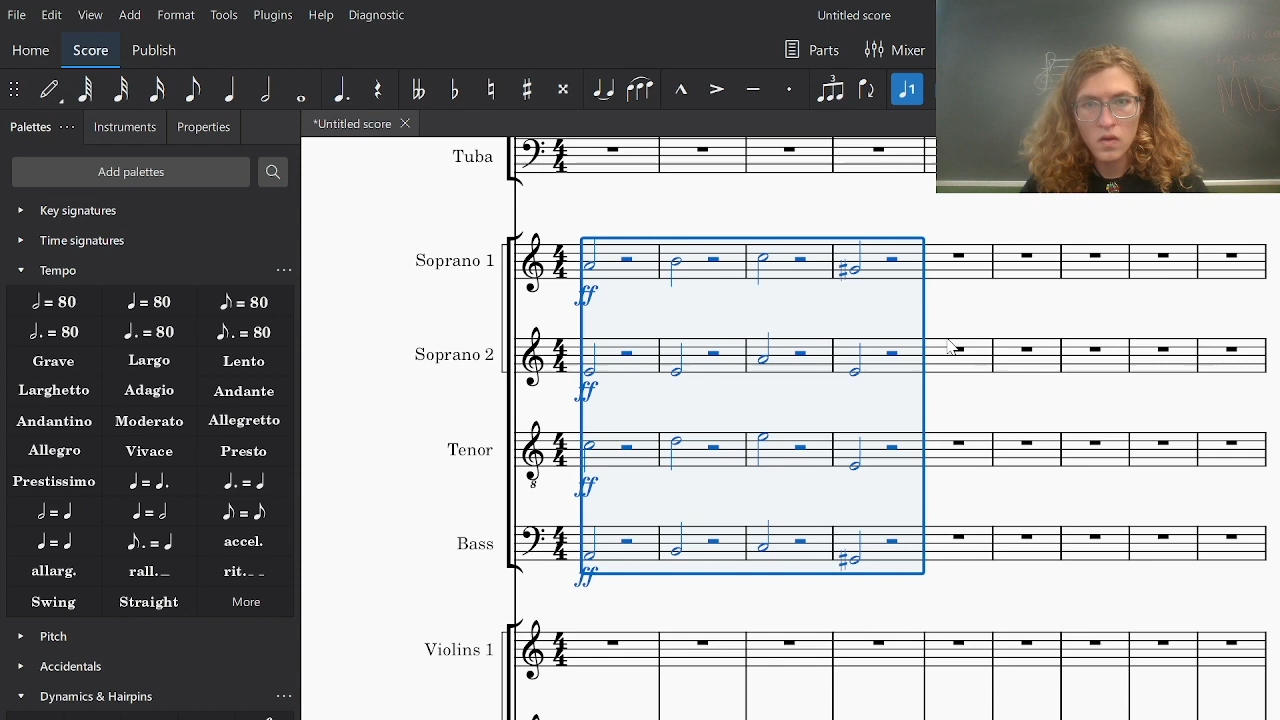 File Edit View Add Format Tools Plugins Help Diagnostic Untitled score
Home Score Publish Parts Mixer
Palettes ··· Instruments Properties
*Untitled score
Add palettes
Key signatures
Time signatures
Tempo ···
𝅗𝅥 = 80 ♩ = 80 ♪ = 80
𝅗𝅥. = 80 ♩. = 80 ♪. = 80
Grave Largo Lento
Larghetto Adagio Andante
Andantino Moderato Allegretto
Allegro Vivace Presto
Prestissimo ♩ = ♩. ♩. = ♩
𝅗𝅥 = ♩ ♩ = 𝅗𝅥 ♪ = ♪
♩ = ♩ ♪. = ♩ accel.
allarg. rall. _ rit. _ _
Swing Straight More
Pitch
Accidentals
Dynamics & Hairpins ···
Tuba
Soprano 1
ff
Soprano 2
ff
Tenor
8
ff
Bass
ff
Violins 1